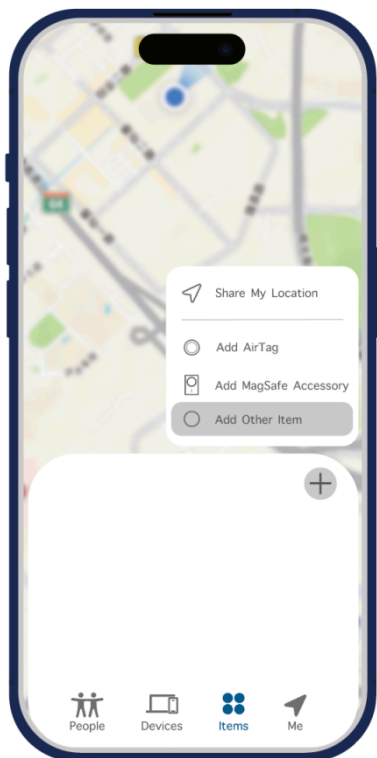 Share My Location
Add AirTag
Add MagSafe Accessory
Add Other Item
People
Devices
Items
Me